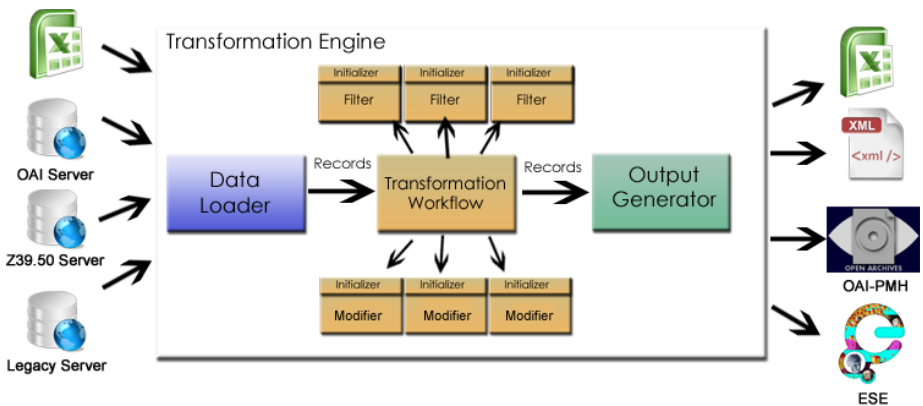 Transformation Engine
Initializer
Initializer
Initializer
Filter
Filter
Filter
OAI Server
Z39.50 Server
Legacy Server
Data
Loader
Records
Transformation
Workflow
Records
Output
Generator
Initializer
Initializer
Initializer
Modifier
Modifier
Modifier
X
X
XML
<xml />
OPEN ARCHIVES
OAI-PMH
ESE